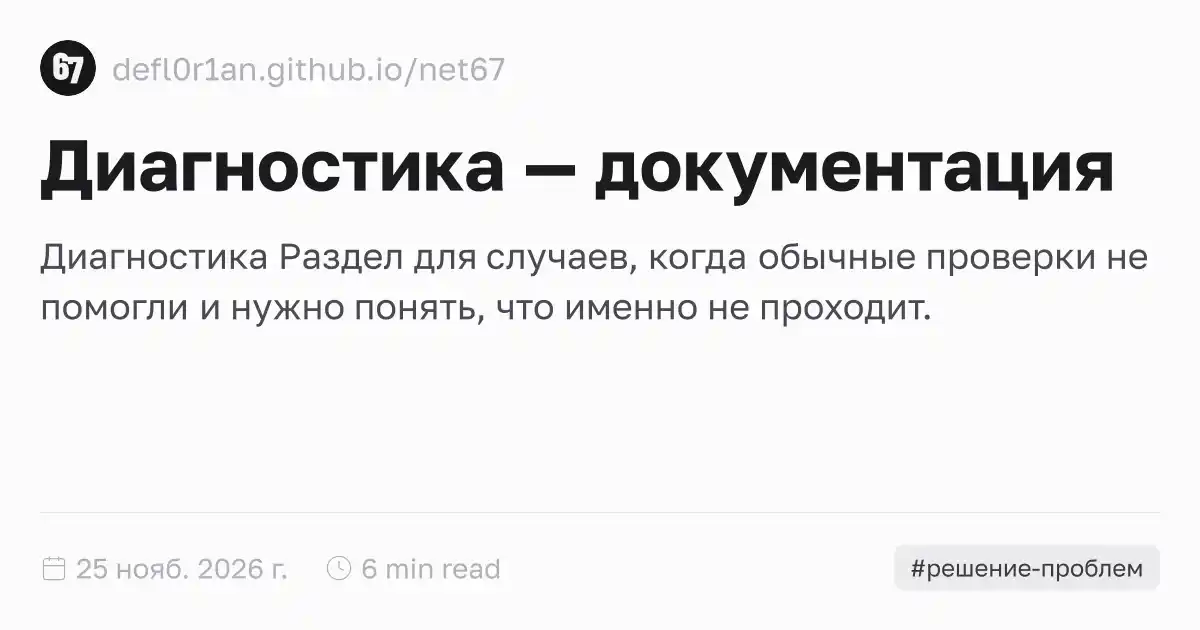 67 defl0r1an.github.io/net67
Диагностика — документация
Диагностика Раздел для случаев, когда обычные проверки не
помогли и нужно понять, что именно не проходит.
25 нояб. 2026 г. 6 min read #решение-проблем